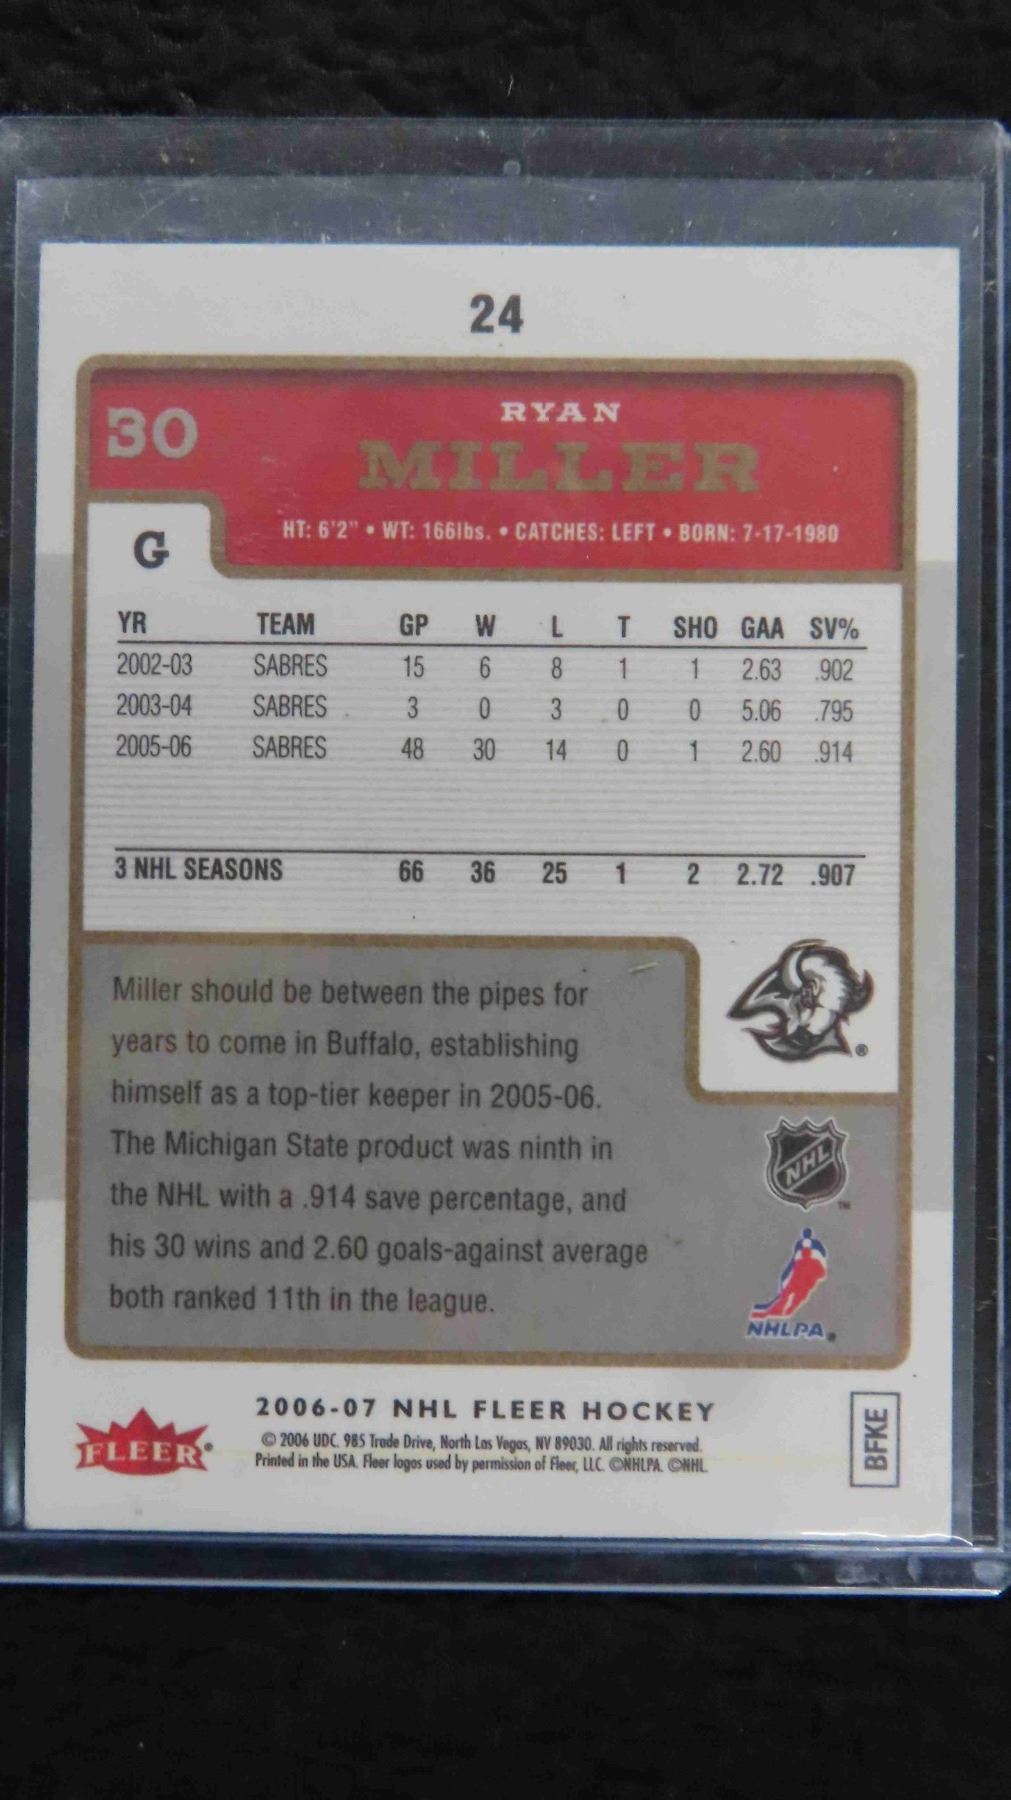 24
30
RYAN
MILLER
HT: 6'2" • WT: 166lbs. • CATCHES: LEFT • BORN: 7-17-1980
G
YR TEAM GP W L T SHO GAA SV%
2002-03 SABRES 15 6 8 1 1 2.63 .902
2003-04 SABRES 3 0 3 0 0 5.06 .795
2005-06 SABRES 48 30 14 0 1 2.60 .914
3 NHL SEASONS 66 36 25 1 2 2.72 .907
Miller should be between the pipes for
years to come in Buffalo, establishing
himself as a top-tier keeper in 2005-06.
The Michigan State product was ninth in
the NHL with a .914 save percentage, and
his 30 wins and 2.60 goals-against average
both ranked 11th in the league.
®
NHL
TM
NHLPA®
FLEER®
2006-07 NHL FLEER HOCKEY
© 2006 UDC. 985 Trade Drive, North Las Vegas, NV 89030. All rights reserved.
Printed in the USA. Fleer logos used by permission of Fleer, LLC. ©NHLPA. ©NHL.
BFKE